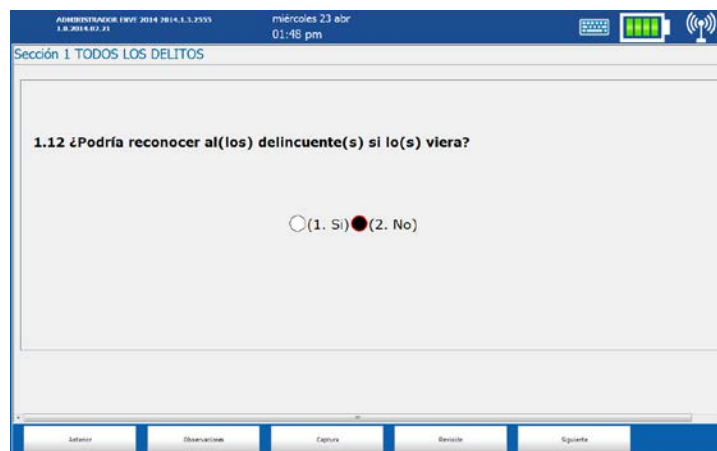 ADMINISTRADOR ENVE 2014 2014.1.3.2555
1.0.2014.02.21
miércoles 23 abr
01:48 pm
Sección 1 TODOS LOS DELITOS
1.12 ¿Podría reconocer al(los) delincuente(s) si lo(s) viera?
(1. Si) (2. No)
Anterior Observaciones Captura Revisión Siguiente